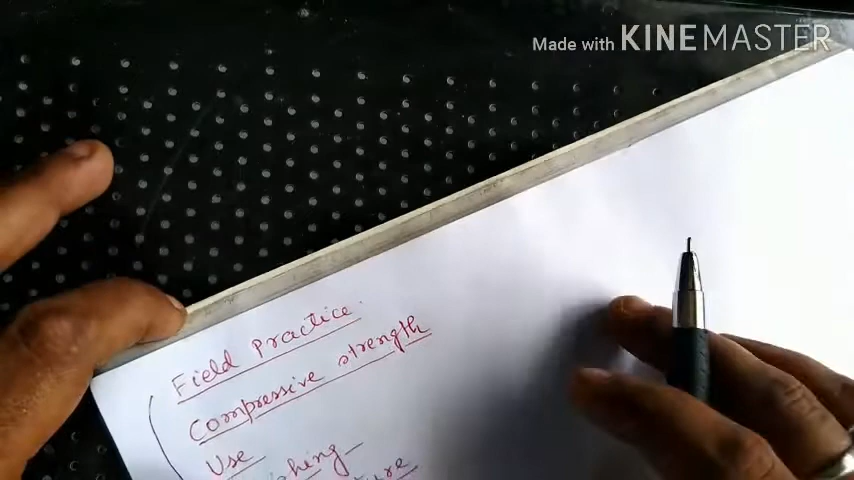 Made with KINEMASTER
Field Practice.
Compressive strength
Use